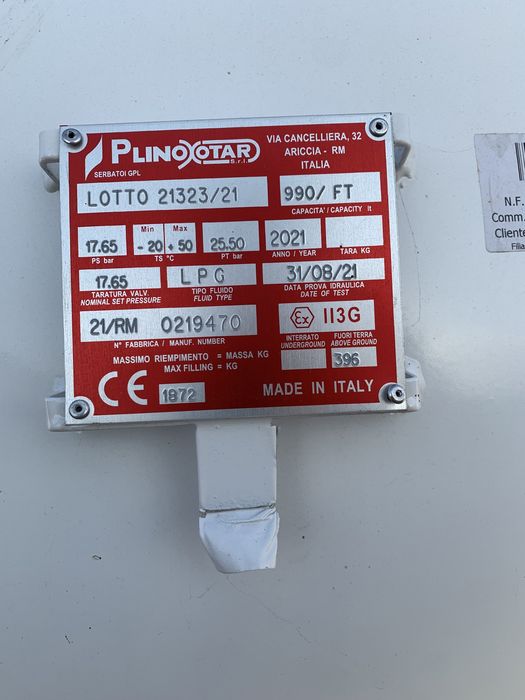 PLINOXOTAR
S.r.l.
SERBATOI GPL
VIA CANCELLIERA, 32
ARICCIA - RM
ITALIA
LOTTO 21323/21
990/ FT
CAPACITA'/ CAPACITY lt
Min Max
17.65 - 20 + 50 25.50 2021
PS bar TS °C PT bar ANNO / YEAR TARA KG
17.65 LPG 31/08/21
TARATURA VALV. TIPO FLUIDO DATA PROVA IDRAULICA
NOMINAL SET PRESSURE FLUID TYPE DATE OF TEST
21/RM 0219470 Ex II3G
N° FABBRICA / MANUF. NUMBER
INTERRATO FUORI TERRA
UNDERGROUND ABOVE GROUND
396
MASSIMO RIEMPIMENTO = MASSA KG
MAX FILLING = KG
CE 1872 MADE IN ITALY
N.F.
Comm.
Cliente
Filia